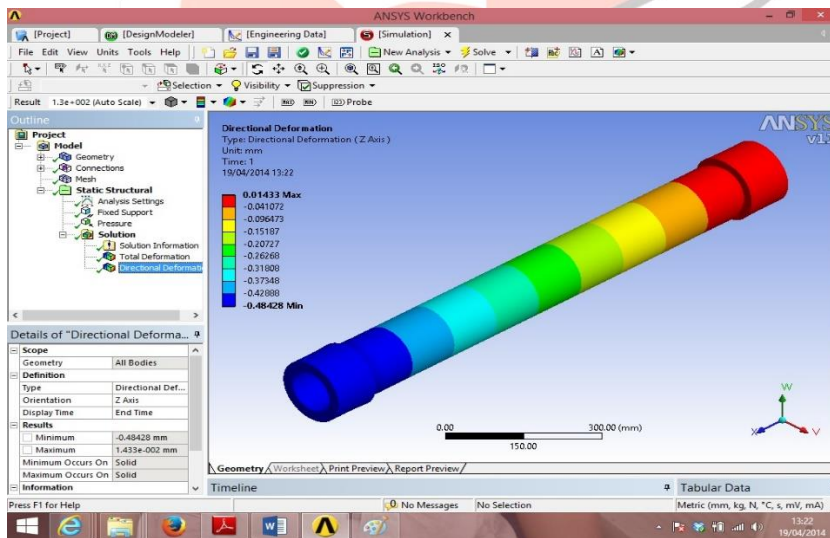 ANSYS Workbench
[Project] [DesignModeler] [Engineering Data] [Simulation] ×
File Edit View Units Tools Help New Analysis Solve
Selection Visibility Suppression
Result 1.3e+002 (Auto Scale) MAX MIN Probe
Outline
Project
Model
Geometry
Connections
Mesh
Static Structural
Analysis Settings
Fixed Support
Pressure
Solution
Solution Information
Total Deformation
Directional Deformati
Directional Deformation
Type: Directional Deformation ( Z Axis )
Unit: mm
Time: 1
19/04/2014 13:22
0.01433 Max
-0.041072
-0.096473
-0.15187
-0.20727
-0.26268
-0.31808
-0.37348
-0.42888
-0.48428 Min
ANSYS
0.00 300.00 (mm)
150.00
Details of "Directional Deforma...
Scope
Geometry All Bodies
Definition
Type Directional Def...
Orientation Z Axis
Display Time End Time
Results
Minimum -0.48428 mm
Maximum 1.433e-002 mm
Minimum Occurs On Solid
Maximum Occurs On Solid
Information
Geometry Worksheet Print Preview Report Preview
Timeline Tabular Data
Press F1 for Help No Messages No Selection Metric (mm, kg, N, °C, s, mV, mA)
13:22
19/04/2014